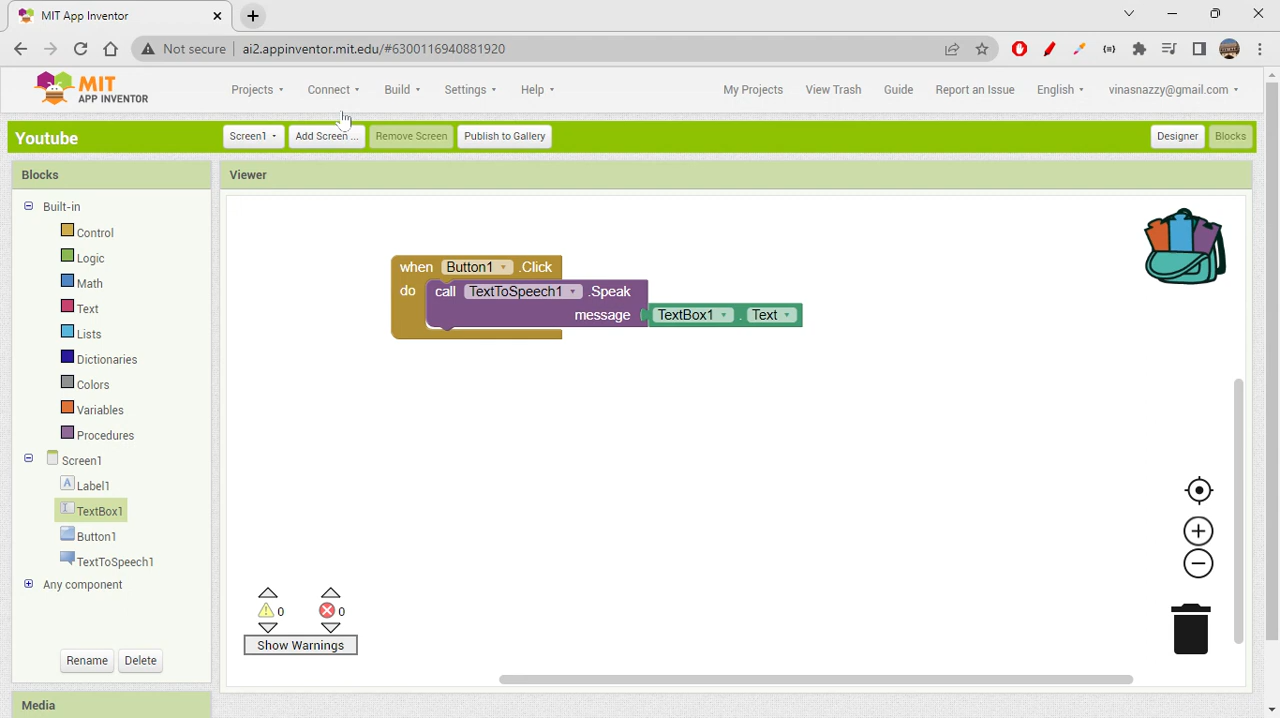 MIT App Inventor
Not secure ai2.appinventor.mit.edu/#6300116940881920
MIT
APP INVENTOR
Projects Connect Build Settings Help My Projects View Trash Guide Report an Issue English vinasnazzy@gmail.com
Youtube Screen1 Add Screen ... Remove Screen Publish to Gallery Designer Blocks
Blocks
Viewer
Built-in
Control
Logic
Math
Text
Lists
Dictionaries
Colors
Variables
Procedures
Screen1
Label1
TextBox1
Button1
TextToSpeech1
Any component
Rename Delete
Media
when Button1 .Click
do call TextToSpeech1 .Speak
message TextBox1 . Text
0 0
Show Warnings